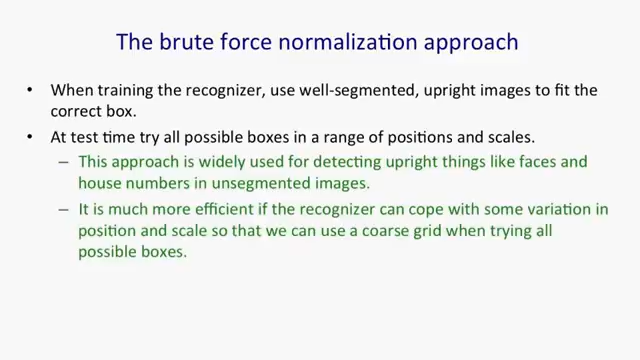 The brute force normalization approach
• When training the recognizer, use well-segmented, upright images to fit the
correct box.
• At test time try all possible boxes in a range of positions and scales.
– This approach is widely used for detecting upright things like faces and
house numbers in unsegmented images.
– It is much more efficient if the recognizer can cope with some variation in
position and scale so that we can use a coarse grid when trying all
possible boxes.